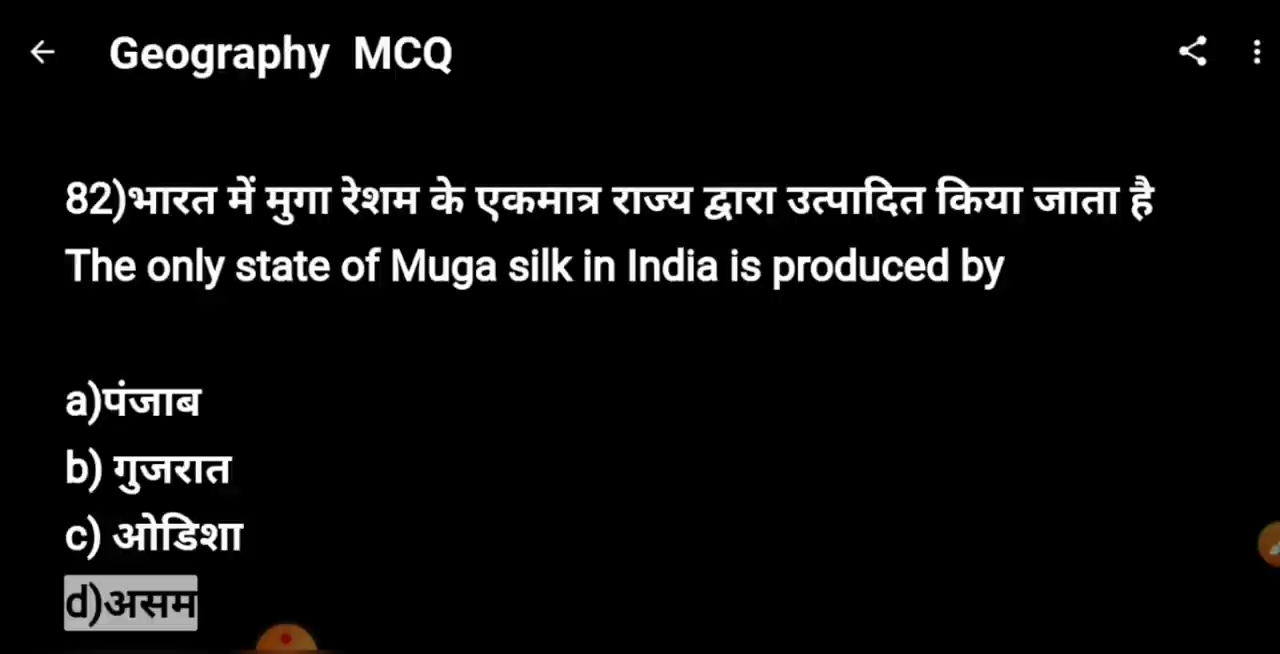 Geography MCQ
82)भारत में मुगा रेशम के एकमात्र राज्य द्वारा उत्पादित किया जाता है
The only state of Muga silk in India is produced by
a)पंजाब
b) गुजरात
c) ओडिशा
d)असम